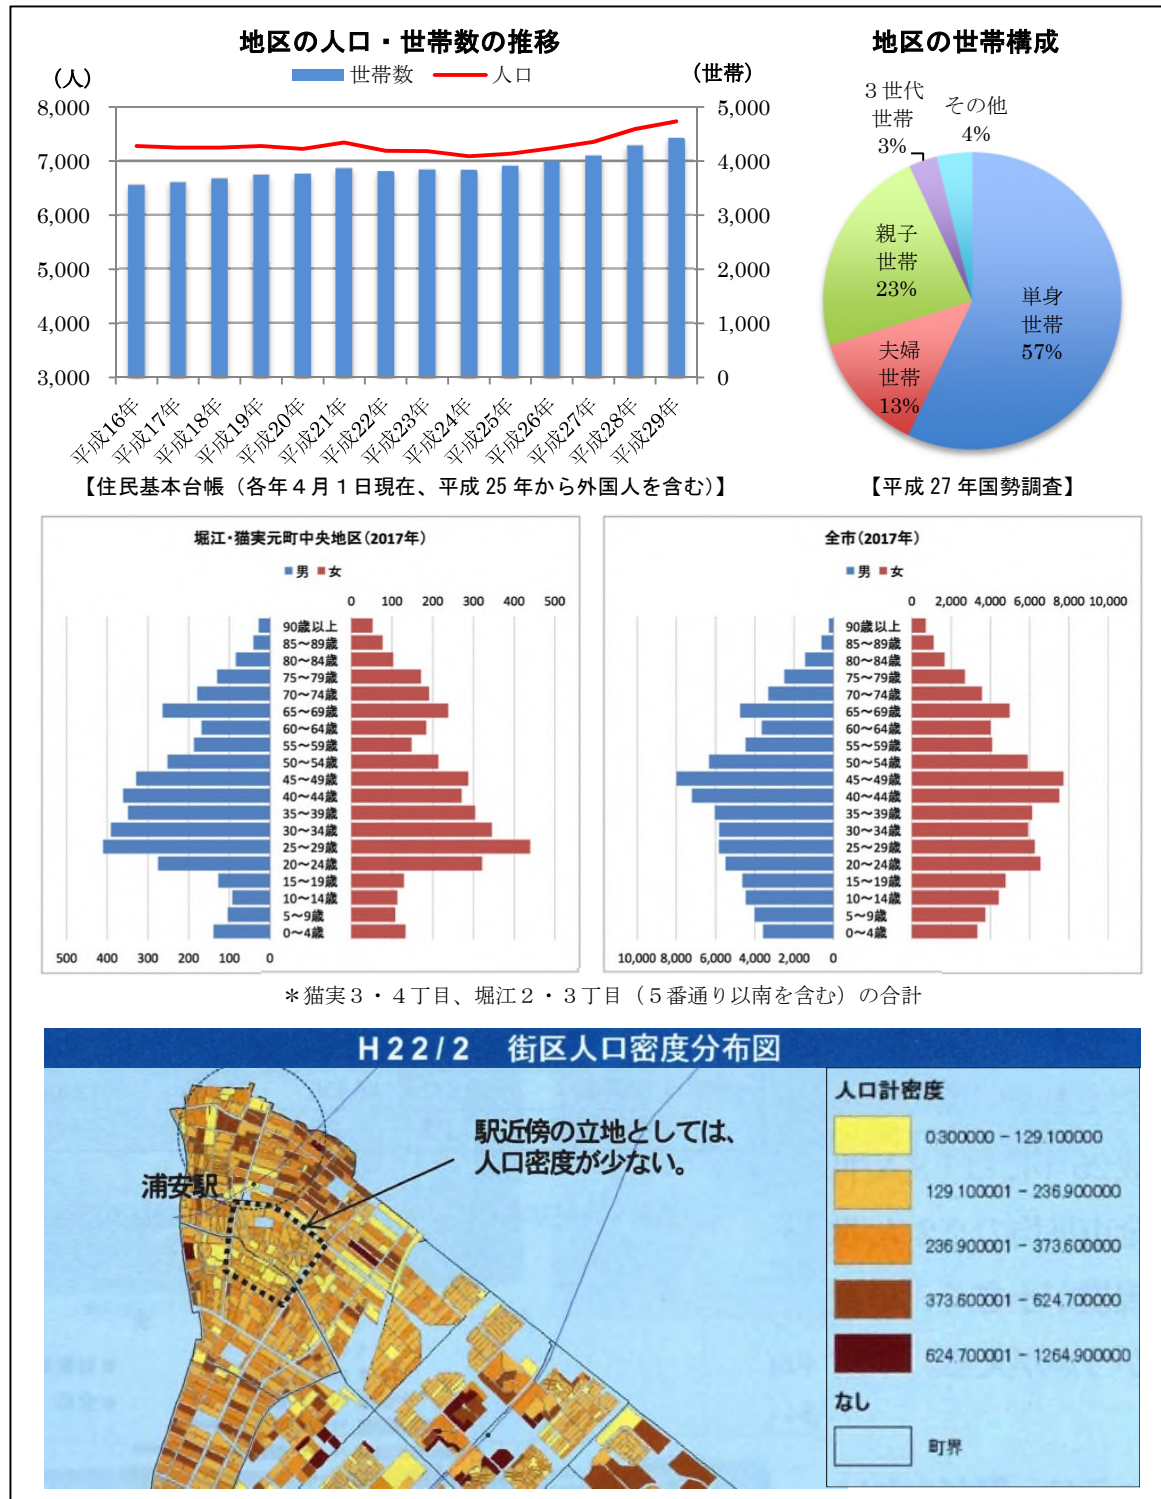 地区の人口・世帯数の推移
(人)
世帯数
人口
(世帯)
8,000
7,000
6,000
5,000
4,000
3,000
5,000
4,000
3,000
2,000
1,000
0
平成16年
平成17年
平成18年
平成19年
平成20年
平成21年
平成22年
平成23年
平成24年
平成25年
平成26年
平成27年
平成28年
平成29年
【住民基本台帳（各年４月１日現在、平成 25 年から外国人を含む）】
地区の世帯構成
３世代
世帯
3%
その他
4%
親子
世帯
23%
夫婦
世帯
13%
単身
世帯
57%
【平成 27 年国勢調査】
堀江・猫実元町中央地区（2017年）
男 女
0 100 200 300 400 500
90歳以上
85～89歳
80～84歳
75～79歳
70～74歳
65～69歳
60～64歳
55～59歳
50～54歳
45～49歳
40～44歳
35～39歳
30～34歳
25～29歳
20～24歳
15～19歳
10～14歳
5～9歳
0～4歳
500 400 300 200 100 0
全市（2017年）
男 女
0 2,000 4,000 6,000 8,000 10,000
90歳以上
85～89歳
80～84歳
75～79歳
70～74歳
65～69歳
60～64歳
55～59歳
50～54歳
45～49歳
40～44歳
35～39歳
30～34歳
25～29歳
20～24歳
15～19歳
10～14歳
5～9歳
0～4歳
10,000 8,000 6,000 4,000 2,000 0
＊猫実３・４丁目、堀江２・３丁目（５番通り以南を含む）の合計
H22/2 街区人口密度分布図
駅近傍の立地としては、
人口密度が少ない。
浦安駅
人口計密度
0.300000 - 129.100000
129.100001 - 236.900000
236.900001 - 373.600000
373.600001 - 624.700000
624.700001 - 1264.900000
なし
町界